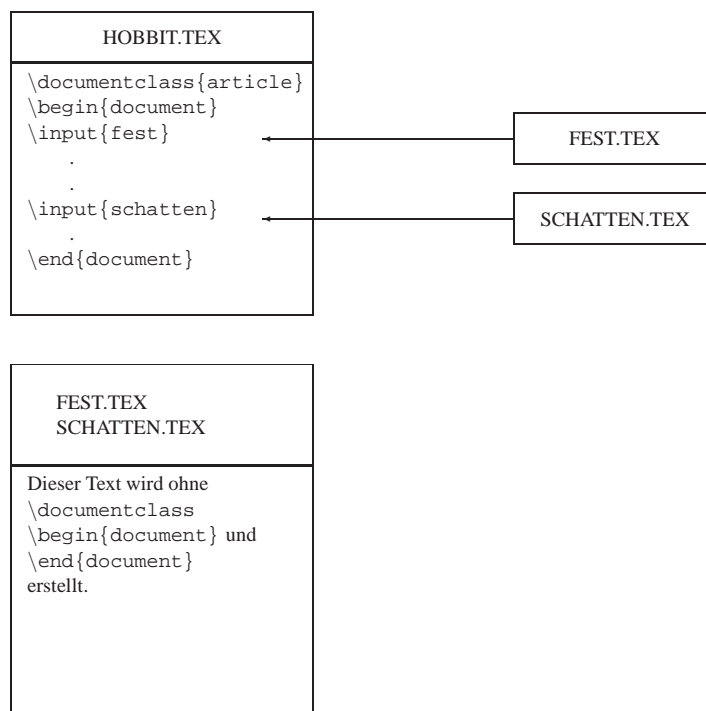 HOBBIT.TEX
\documentclass{article}
\begin{document}
\input{fest}
.
.
\input{schatten}
.
\end{document}
FEST.TEX
SCHATTEN.TEX
FEST.TEX
SCHATTEN.TEX
Dieser Text wird ohne
\documentclass
\begin{document} und
\end{document}
erstellt.